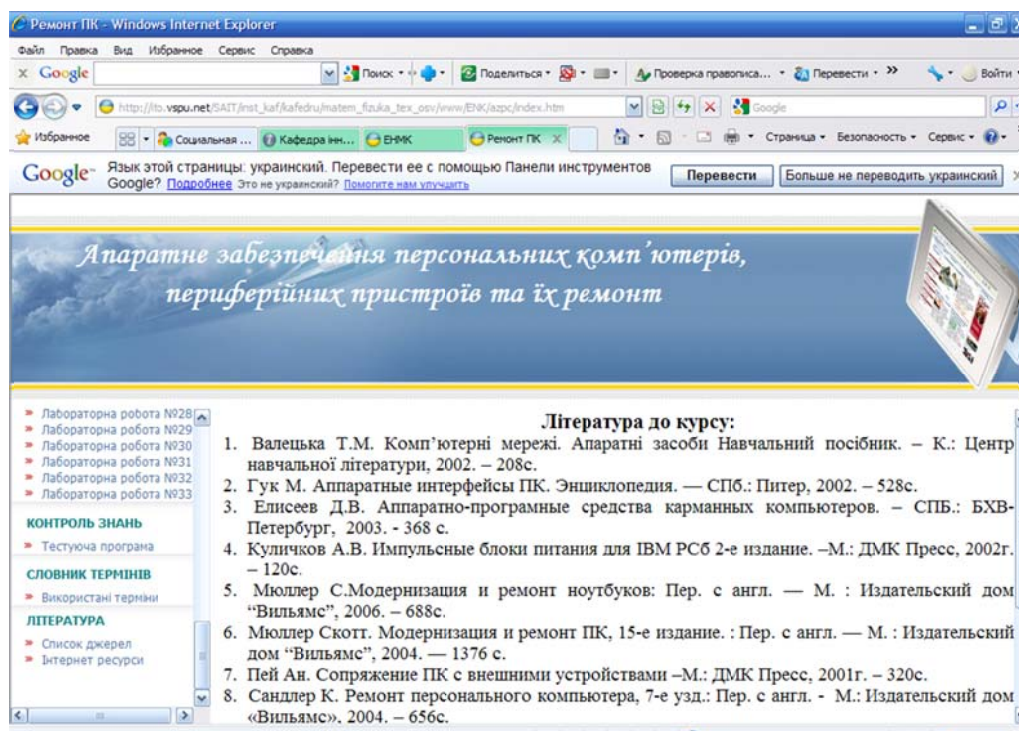 Ремонт ПК - Windows Internet Explorer
Файл Правка Вид Избранное Сервис Справка
x Google Поиск Поделиться Проверка правописа... Перевести » Войти
http://ito.vspu.net/SAIT/inst_kaf/kafedru/matem_fizuka_tex_osv/www/ENK/azpc/index.htm Google
Избранное Социальная ... Кафедра інн... ЕНМК Ремонт ПК Страница Безопасность Сервис
Google Язык этой страницы: украинский. Перевести ее с помощью Панели инструментов
Google? Подробнее Это не украинский? Помогите нам улучшить
Перевести Больше не переводить украинский
Апаратне забезпечення персональних комп’ютерів,
периферійних пристроїв та їх ремонт
Лабораторна робота №28
Лабораторна робота №29
Лабораторна робота №30
Лабораторна робота №31
Лабораторна робота №32
Лабораторна робота №33
КОНТРОЛЬ ЗНАНЬ
Тестуюча програма
СЛОВНИК ТЕРМІНІВ
Використані терміни
ЛІТЕРАТУРА
Список джерел
Інтернет ресурси
Література до курсу:
1. Валецька Т.М. Комп’ютерні мережі. Апаратні засоби Навчальний посібник. – К.: Центр
навчальної літератури, 2002. – 208с.
2. Гук М. Аппаратные интерфейсы ПК. Энциклопедия. — СПб.: Питер, 2002. – 528с.
3. Елисеев Д.В. Аппаратно-програмные средства карманных компьютеров. – СПБ.: БХВ-
Петербург, 2003. - 368 с.
4. Куличков А.В. Импульсные блоки питания для IBM PC6 2-е издание. –М.: ДМК Пресс, 2002г.
– 120с.
5. Мюллер С.Модернизация и ремонт ноутбуков: Пер. с англ. — М. : Издательский дом
“Вильямс”, 2006. – 688с.
6. Мюллер Скотт. Модернизация и ремонт ПК, 15-е издание. : Пер. с англ. — М. : Издательский
дом “Вильямс”, 2004. — 1376 с.
7. Пей Ан. Сопряжение ПК с внешними устройствами –М.: ДМК Пресс, 2001г. – 320с.
8. Сандлер К. Ремонт персонального компьютера, 7-е узд.: Пер. с англ. - М.: Издательский дом
«Вильямс», 2004. – 656с.